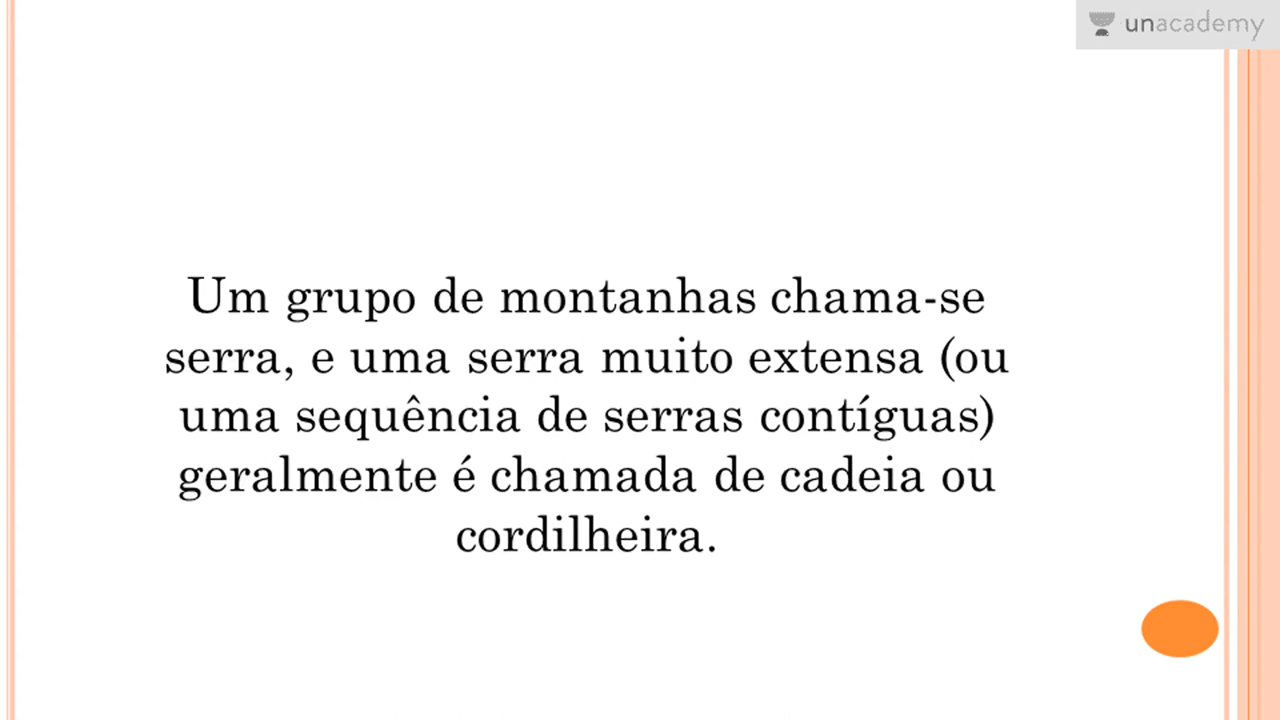 unacademy
Um grupo de montanhas chama-se
serra, e uma serra muito extensa (ou
uma sequência de serras contíguas)
geralmente é chamada de cadeia ou
cordilheira.